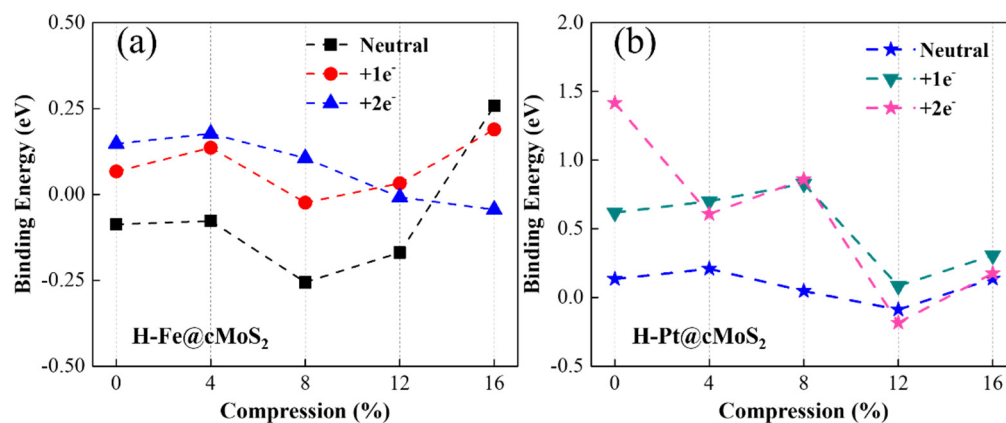 (a)
Neutral
+1e⁻
+2e⁻
0.50
0.25
0.00
-0.25
-0.50
Binding Energy (eV)
H-Fe@cMoS₂
0
4
8
12
16
Compression (%)
(b)
Neutral
+1e⁻
+2e⁻
2.0
1.5
1.0
0.5
0.0
-0.5
Binding Energy (eV)
H-Pt@cMoS₂
0
4
8
12
16
Compression (%)